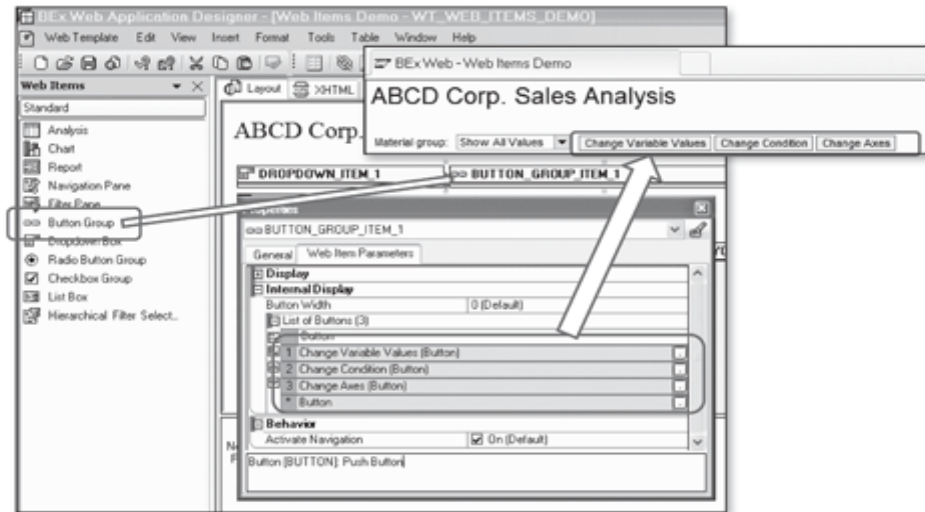 BEx Web Application Designer - [Web Items Demo - WT_WEB_ITEMS_DEMO]
Web Template Edit View Insert Format Tools Table Window Help
Web Items
Standard
Analysis
Chart
Report
Navigation Pane
Filter Pane
Button Group
Dropdown Box
Radio Button Group
Checkbox Group
List Box
Hierarchical Filter Select..
Layout XHTML
ABCD Corp.
DROPDOWN_ITEM_1 BUTTON_GROUP_ITEM_1
BEx Web - Web Items Demo
ABCD Corp. Sales Analysis
Material group: Show All Values Change Variable Values Change Condition Change Axes
BUTTON_GROUP_ITEM_1
General Web Item Parameters
Display
Internal Display
Button Width 0 (Default)
List of Buttons (3)
Button
1 Change Variable Values (Button)
2 Change Condition (Button)
3 Change Axes (Button)
* Button
Behavior
Activate Navigation On (Default)
Button [BUTTON]: Push Button